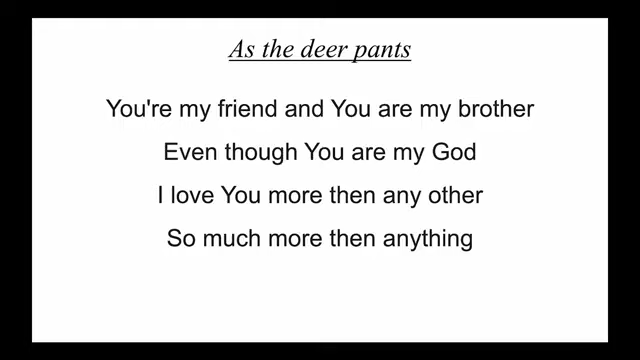 As the deer pants
You're my friend and You are my brother
Even though You are my God
I love You more then any other
So much more then anything